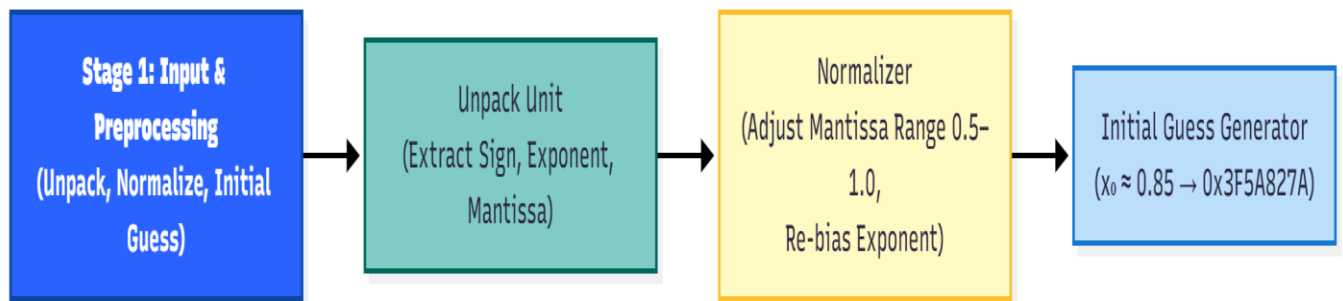 Stage 1: Input &
Preprocessing
(Unpack, Normalize, Initial
Guess)
Unpack Unit
(Extract Sign, Exponent,
Mantissa)
Normalizer
(Adjust Mantissa Range 0.5–
1.0,
Re-bias Exponent)
Initial Guess Generator
(x₀ ≈ 0.85 → 0x3F5A827A)